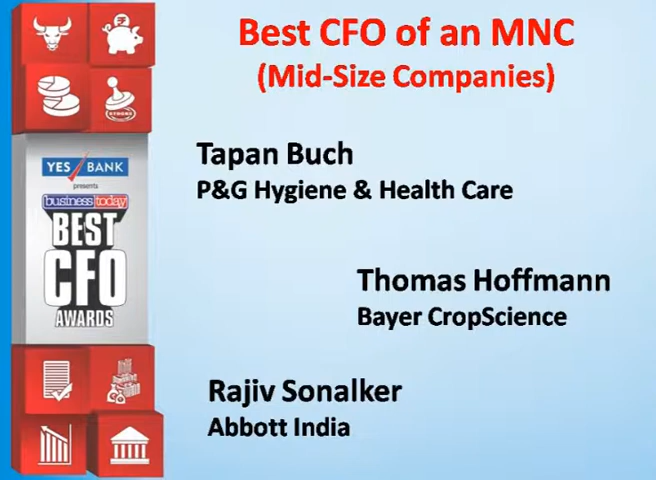 Best CFO of an MNC
(Mid-Size Companies)
Tapan Buch
P&G Hygiene & Health Care
Thomas Hoffmann
Bayer CropScience
Rajiv Sonalker
Abbott India
YES BANK
presents
business today
BEST
CFO
AWARDS